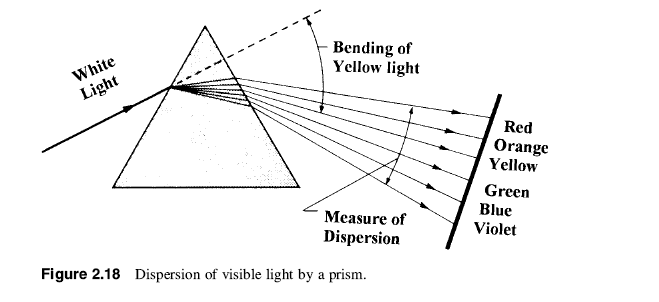 White
Light
Bending of
Yellow light
Red
Orange
Yellow
Green
Blue
Violet
Measure of
Dispersion
Figure 2.18 Dispersion of visible light by a prism.